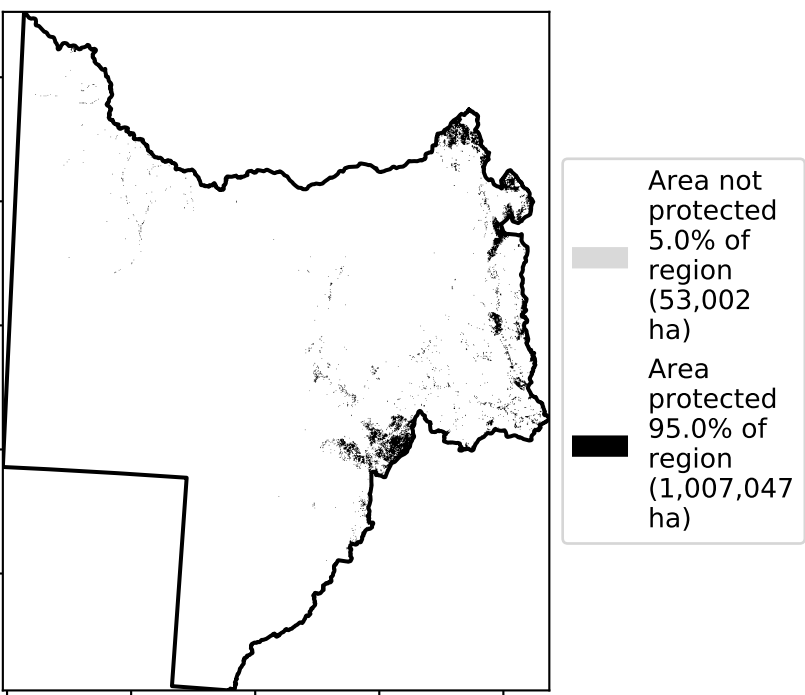 Area not
protected
5.0% of
region
(53,002
ha)
Area
protected
95.0% of
region
(1,007,047
ha)